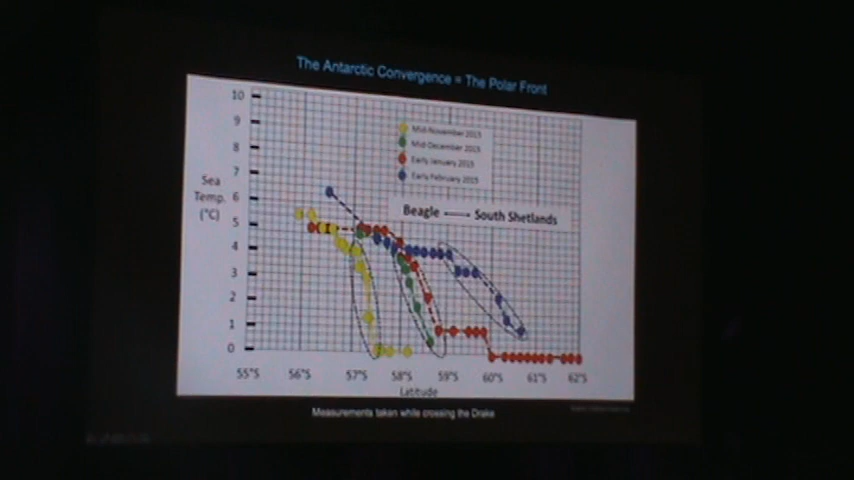 The Antarctic Convergence = The Polar Front
10
9
8
7
6
5
4
3
2
1
0
Sea
Temp.
(°C)
Mid-November 2015
Mid-December 2015
Early January 2015
Early February 2015
Beagle South Shetlands
55°S 56°S 57°S 58°S 59°S 60°S 61°S 62°S
Latitude
Measurements taken while crossing the Drake